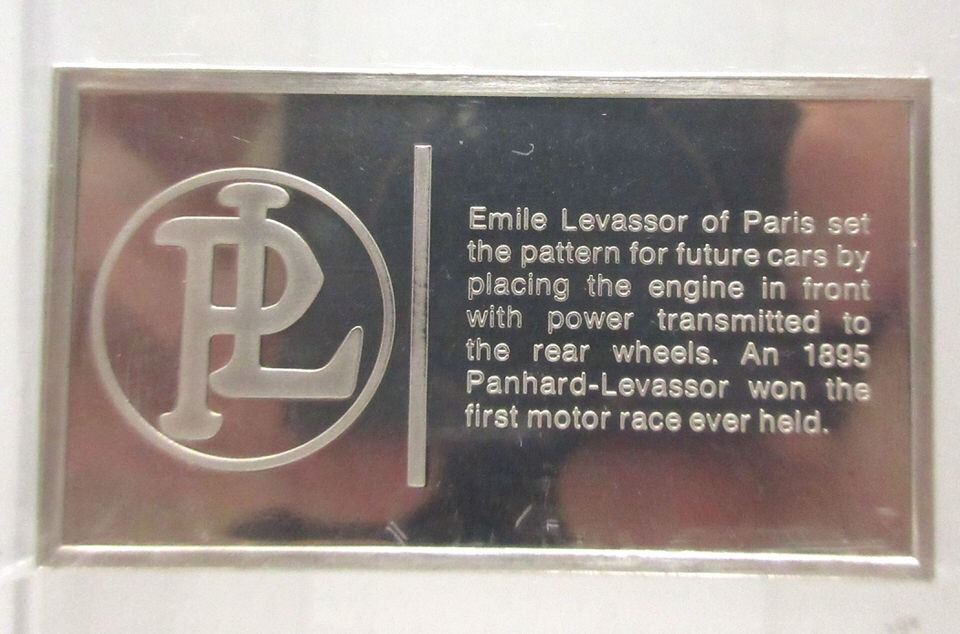 PL
Emile Levassor of Paris set
the pattern for future cars by
placing the engine in front
with power transmitted to
the rear wheels. An 1895
Panhard-Levassor won the
first motor race ever held.